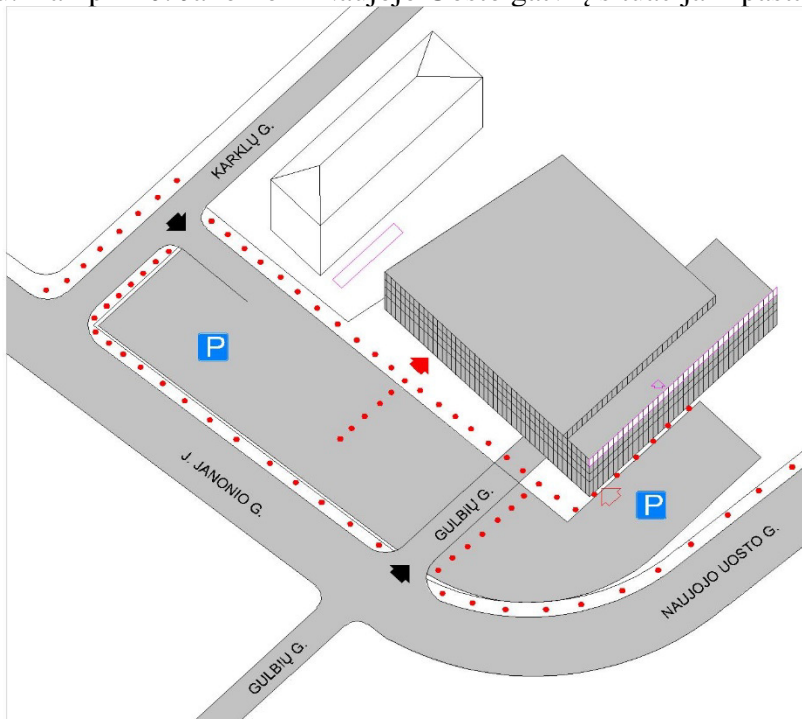 KARKLŲ G.
P
J. JANONIO G.
GULBIŲ G.
P
NAUJOJO UOSTO G.
GULBIŲ G.